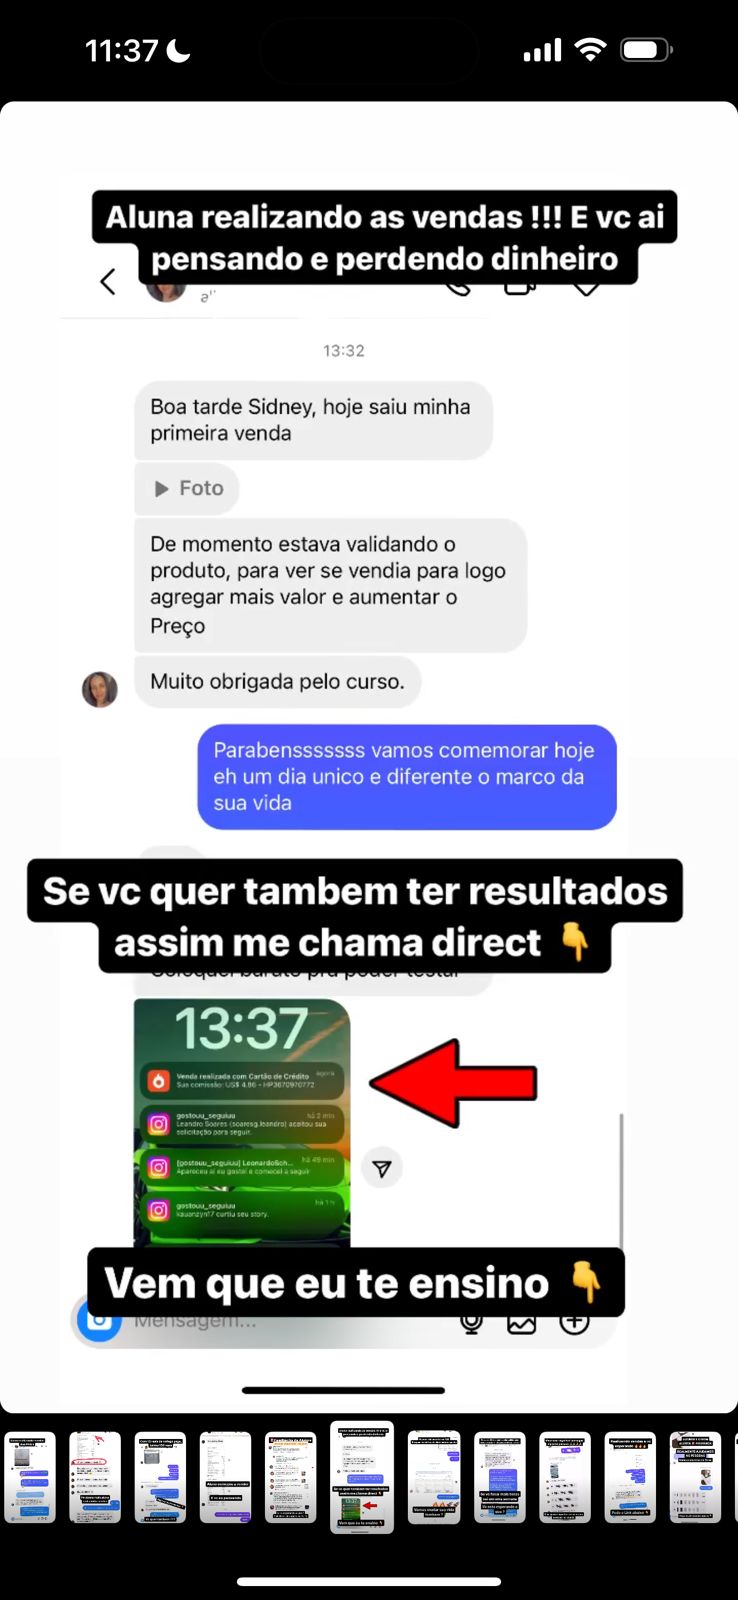 11:37
Aluna realizando as vendas !!! E vc ai
pensando e perdendo dinheiro
13:32
Boa tarde Sidney, hoje saiu minha
primeira venda
Foto
De momento estava validando o
produto, para ver se vendia para logo
agregar mais valor e aumentar o
Preço
Muito obrigada pelo curso.
Parabensssssss vamos comemorar hoje
eh um dia unico e diferente o marco da
sua vida
Se vc quer tambem ter resultados
assim me chama direct 👇
13:37
Venda realizada com Cartão de Crédito agora
Sua comissão: US$ 4.86 - HP3670970772
gostouu_seguiuu há 2 min
Leandro Soares (soaresg.leandro) aceitou sua
solicitação para seguir.
[gostouu_seguiuu] LeonardoSch... há 49 min
Apareceu aí eu gostei e comecei a seguir
gostouu_seguiuu há 1 h
kauanzyn17 curtiu seu story.
Vem que eu te ensino 👇
Mensagem...